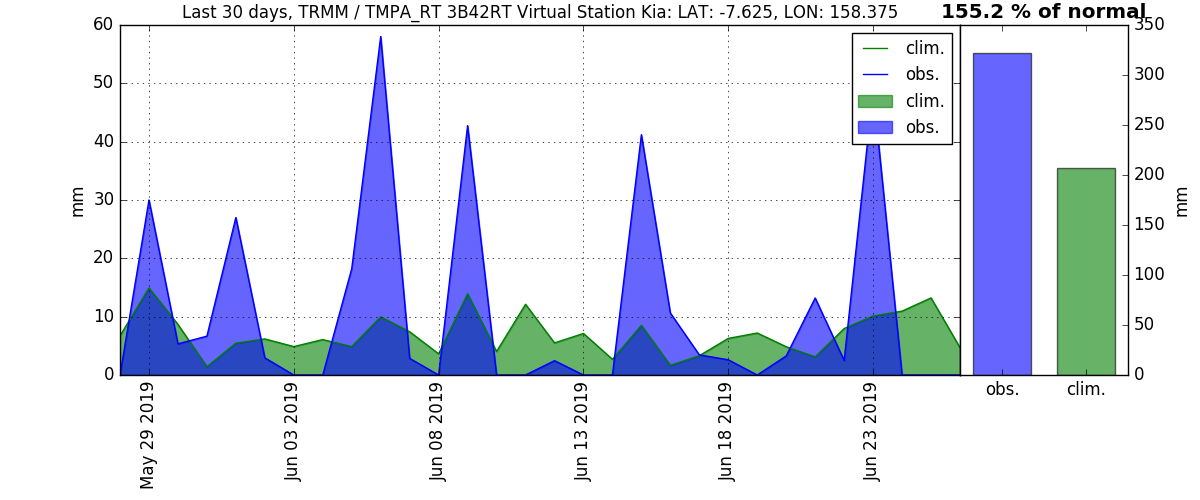 Last 30 days, TRMM / TMPA_RT 3B42RT Virtual Station Kia: LAT: -7.625, LON: 158.375
155.2 % of normal
60
50
40
30
20
10
0
mm
clim.
obs.
clim.
obs.
May 29 2019
Jun 03 2019
Jun 08 2019
Jun 13 2019
Jun 18 2019
Jun 23 2019
350
300
250
200
150
100
50
0
mm
obs.
clim.